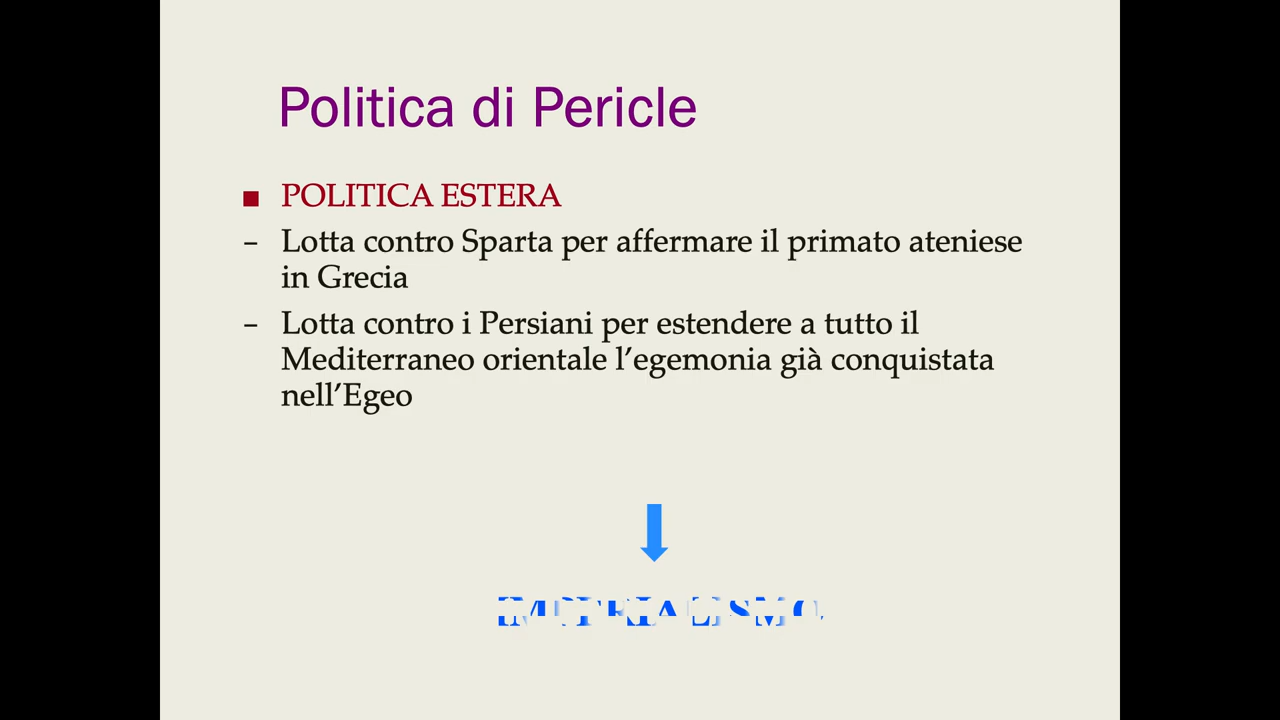 Politica di Pericle
POLITICA ESTERA
– Lotta contro Sparta per affermare il primato ateniese
in Grecia
– Lotta contro i Persiani per estendere a tutto il
Mediterraneo orientale l’egemonia già conquistata
nell’Egeo
IMPERIALISMO